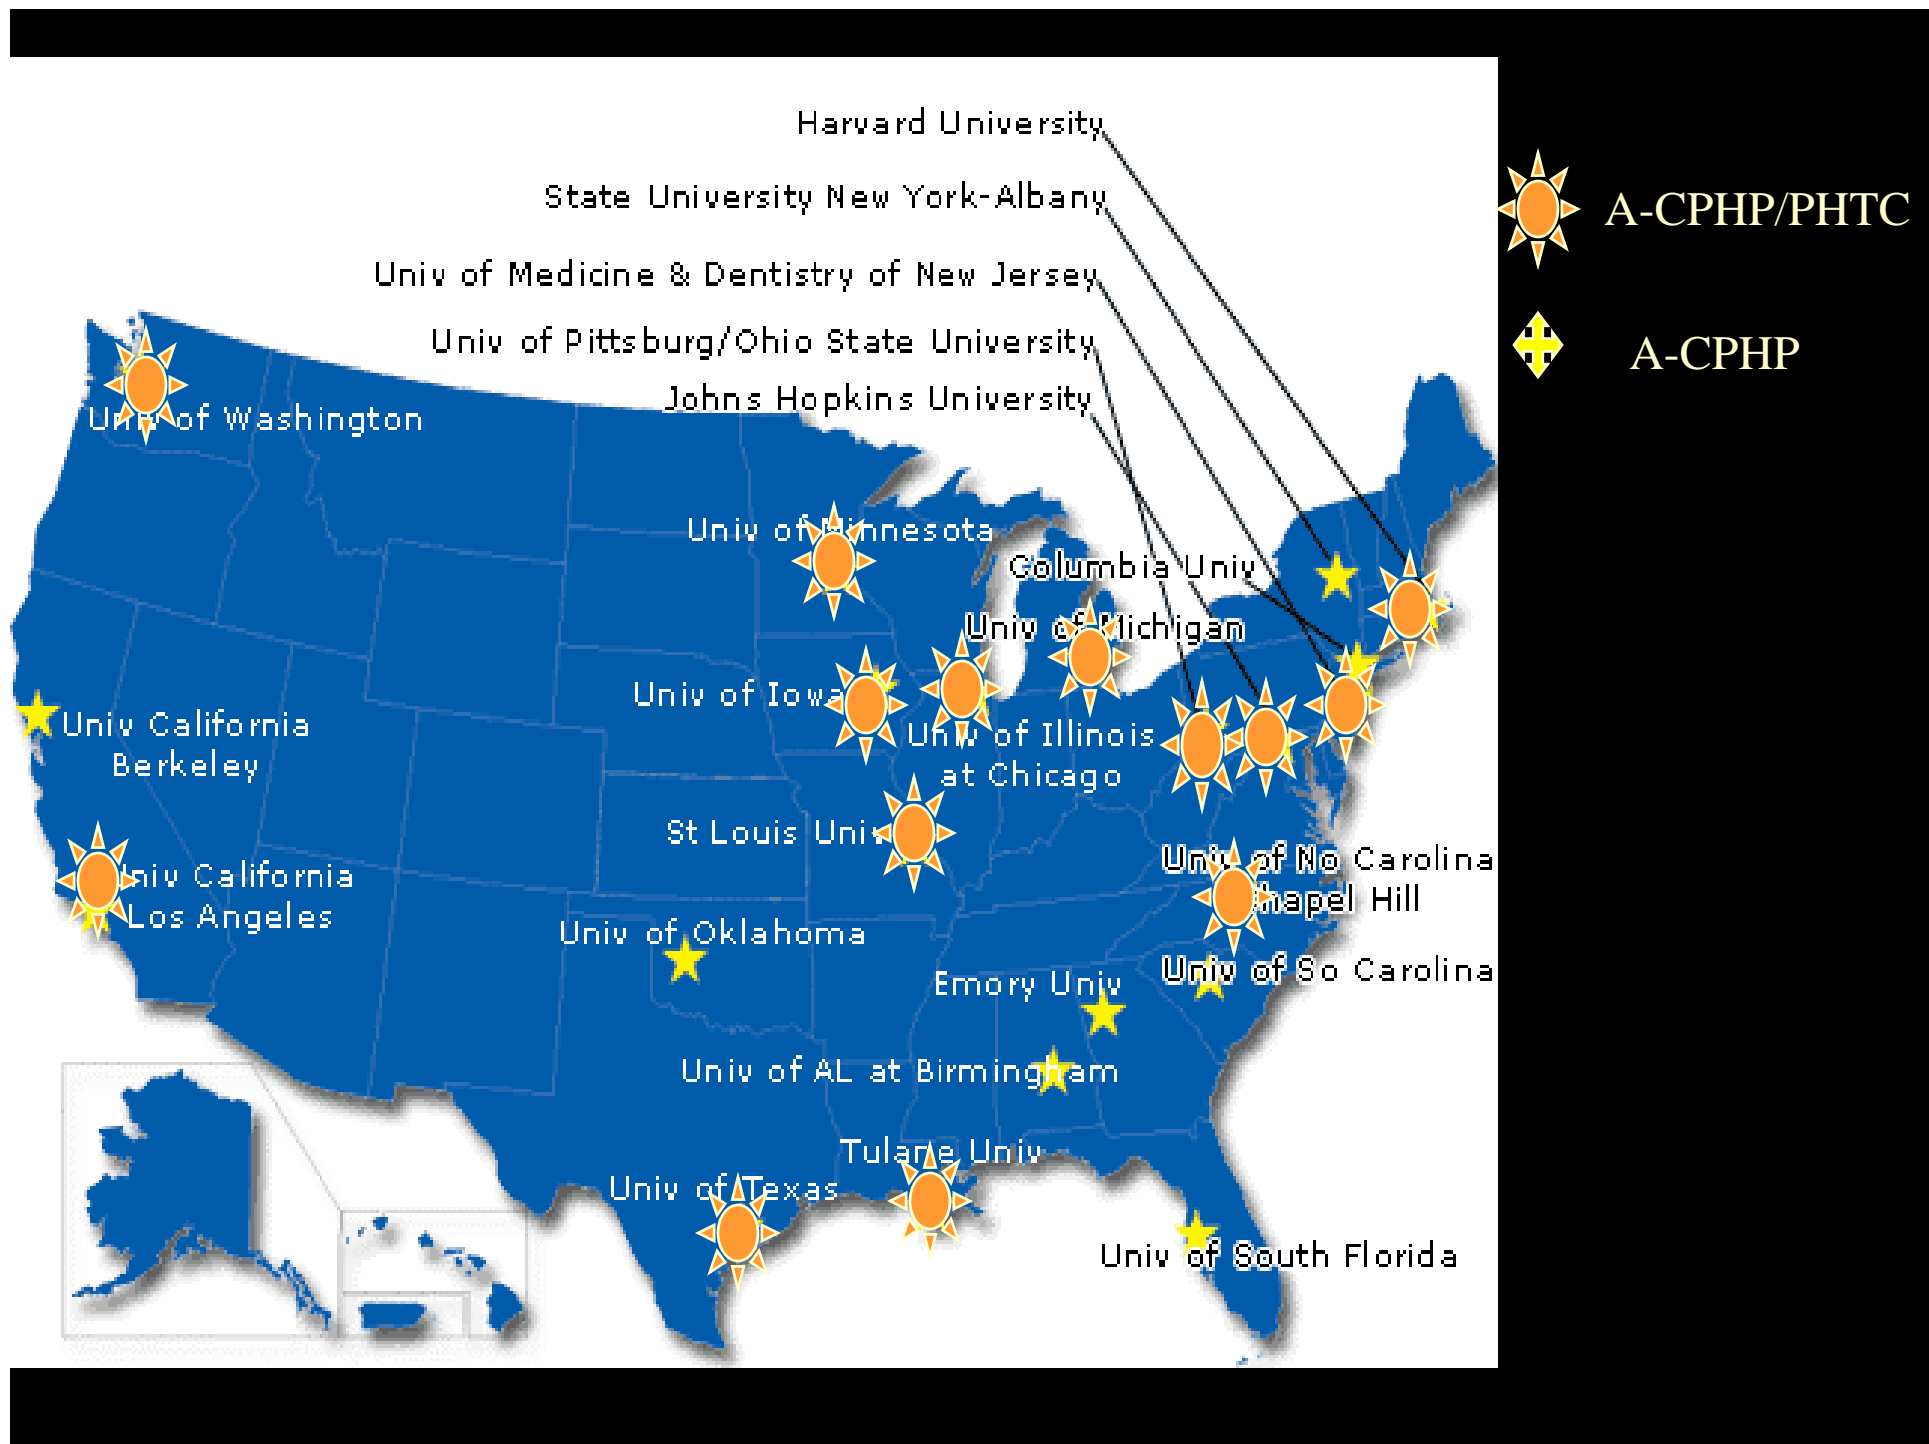 Harvard University
State University New York-Albany
A-CPHP/PHTC
Univ of Medicine & Dentistry of New Jersey
Univ of Pittsburg/Ohio State University
A-CPHP
Johns Hopkins University
Univ of Washington
Univ of Minnesota
Columbia Univ
Univ of Michigan
Univ of Iowa
Univ California
Berkeley
Univ of Illinois
at Chicago
St Louis Univ
Univ of No Carolina
Chapel Hill
Univ California
Los Angeles
Univ of Oklahoma
Univ of So Carolina
Emory Univ
Univ of AL at Birmingham
Tulane Univ
Univ of Texas
Univ of South Florida